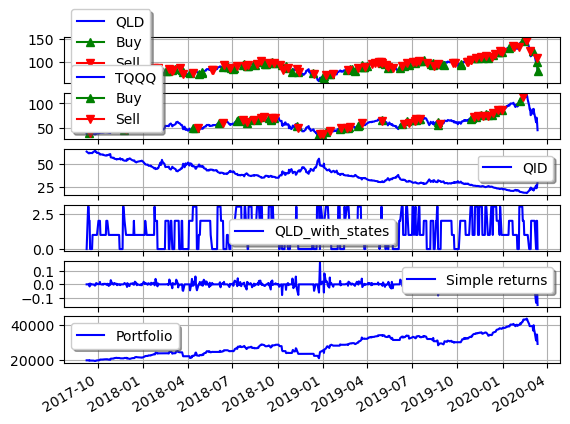 QLD
Buy
Sell
150
100
TQQQ
Buy
Sell
100
50
QID
50
25
QLD_with_states
2.5
0.0
Simple returns
0.1
0.0
−0.1
Portfolio
40000
20000
2017-10 2018-01 2018-04 2018-07 2018-10 2019-01 2019-04 2019-07 2019-10 2020-01 2020-04